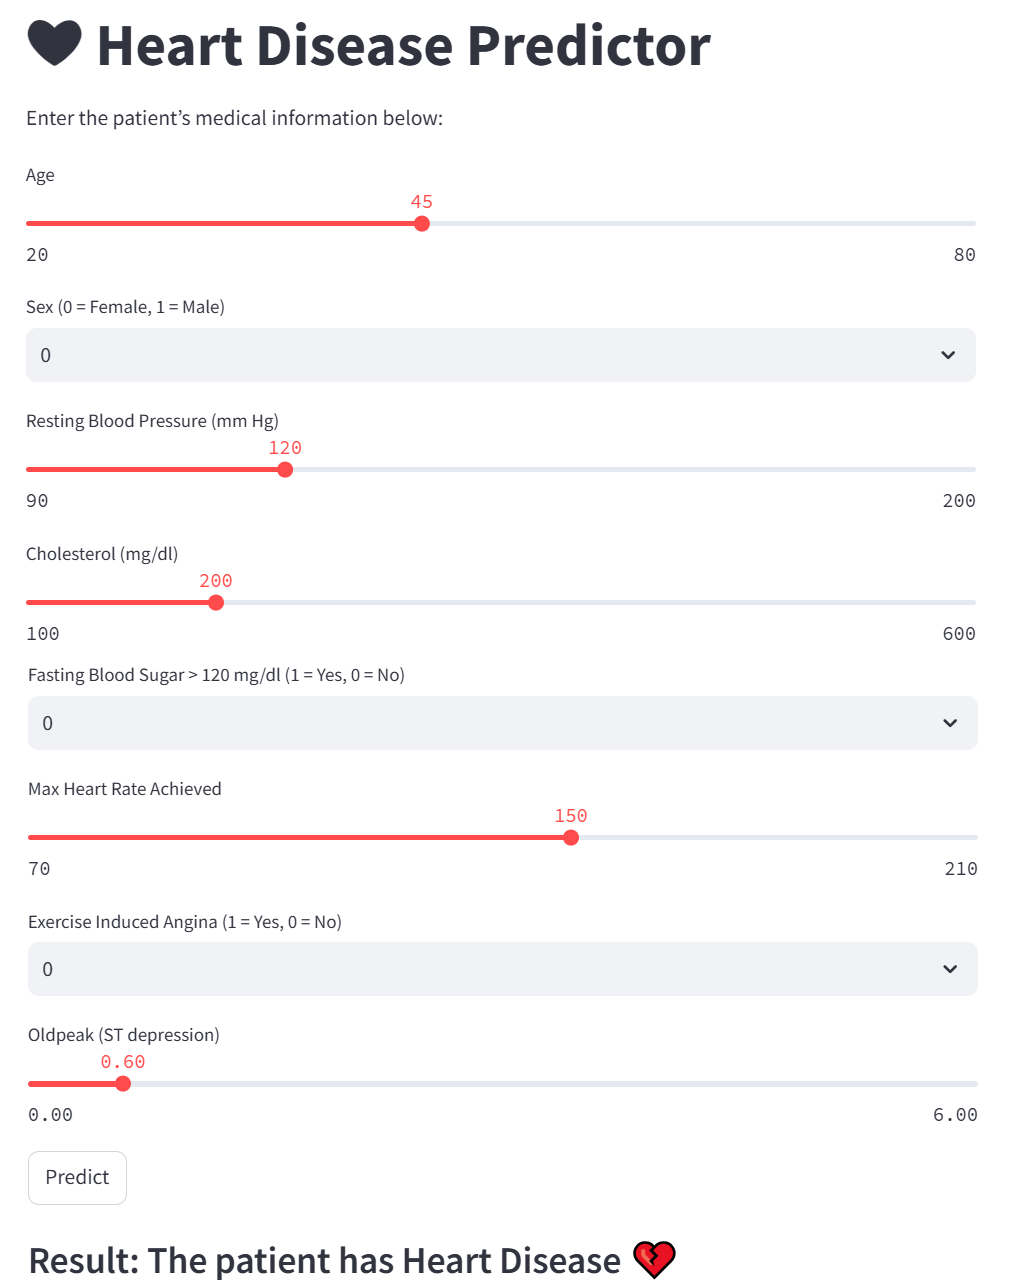 Heart Disease Predictor
Enter the patient’s medical information below:
Age
45
20 80
Sex (0 = Female, 1 = Male)
0
Resting Blood Pressure (mm Hg)
120
90 200
Cholesterol (mg/dl)
200
100 600
Fasting Blood Sugar > 120 mg/dl (1 = Yes, 0 = No)
0
Max Heart Rate Achieved
150
70 210
Exercise Induced Angina (1 = Yes, 0 = No)
0
Oldpeak (ST depression)
0.60
0.00 6.00
Predict
Result: The patient has Heart Disease